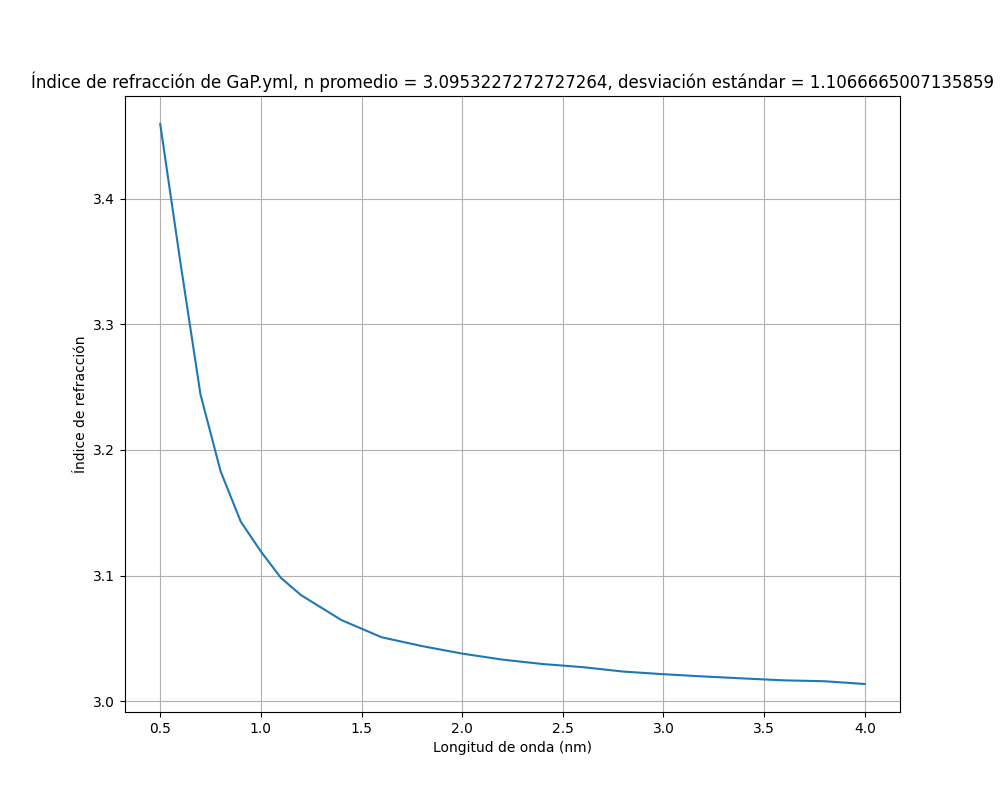 Índice de refracción de GaP.yml, n promedio = 3.0953227272727264, desviación estándar = 1.1066665007135859
Índice de refracción
3.4
3.3
3.2
3.1
3.0
0.5 1.0 1.5 2.0 2.5 3.0 3.5 4.0
Longitud de onda (nm)